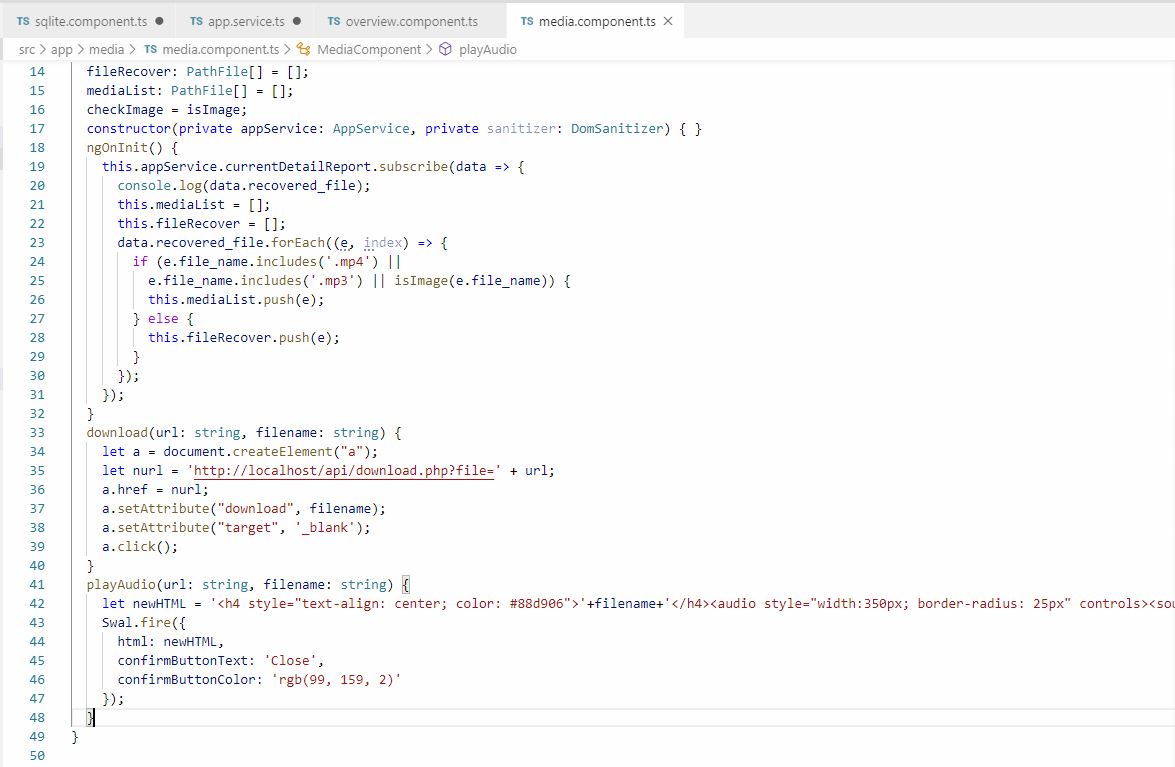 TS sqlite.component.ts ● TS app.service.ts ● TS overview.component.ts TS media.component.ts ×
src > app > media > TS media.component.ts > MediaComponent > playAudio
14 fileRecover: PathFile[] = [];
15 mediaList: PathFile[] = [];
16 checkImage = isImage;
17 constructor(private appService: AppService, private sanitizer: DomSanitizer) { }
18 ngOnInit() {
19 this.appService.currentDetailReport.subscribe(data => {
20 console.log(data.recovered_file);
21 this.mediaList = [];
22 this.fileRecover = [];
23 data.recovered_file.forEach((e, index) => {
24 if (e.file_name.includes('.mp4') ||
25 e.file_name.includes('.mp3') || isImage(e.file_name)) {
26 this.mediaList.push(e);
27 } else {
28 this.fileRecover.push(e);
29 }
30 });
31 });
32 }
33 download(url: string, filename: string) {
34 let a = document.createElement("a");
35 let nurl = 'http://localhost/api/download.php?file=' + url;
36 a.href = nurl;
37 a.setAttribute("download", filename);
38 a.setAttribute("target", '_blank');
39 a.click();
40 }
41 playAudio(url: string, filename: string) {
42 let newHTML = '<h4 style="text-align: center; color: #88d906">'+filename+'</h4><audio style="width:350px; border-radius: 25px" controls><sou
43 Swal.fire({
44 html: newHTML,
45 confirmButtonText: 'Close',
46 confirmButtonColor: 'rgb(99, 159, 2)'
47 });
48 }
49 }
50